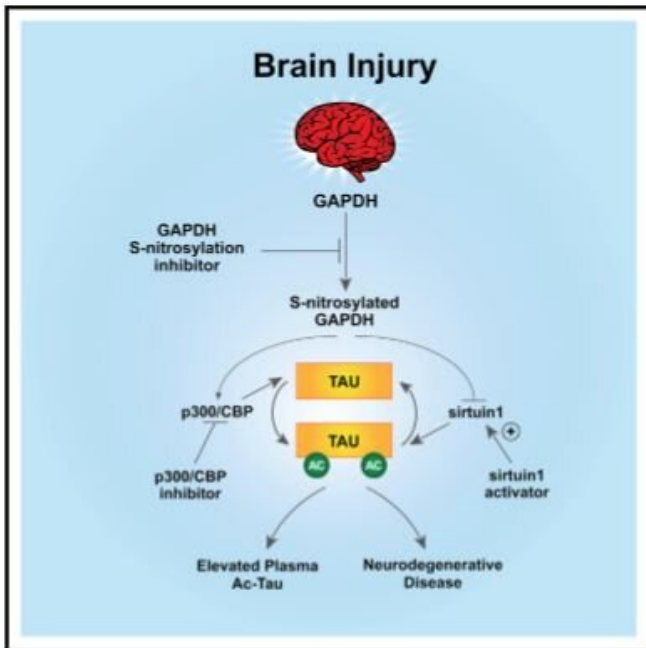 Brain Injury
GAPDH
GAPDH
S-nitrosylation
inhibitor
S-nitrosylated
GAPDH
TAU
p300/CBP
sirtuin1
TAU
+
AC
AC
p300/CBP
inhibitor
sirtuin1
activator
Elevated Plasma
Ac-Tau
Neurodegenerative
Disease